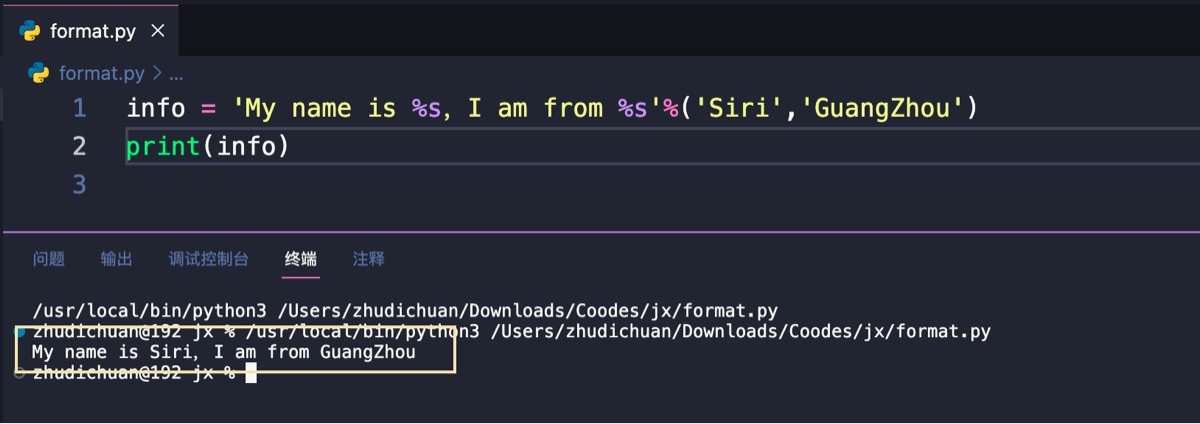 format.py ×
format.py > ...
1 info = 'My name is %s, I am from %s'%('Siri','GuangZhou')
2 print(info)
3
问题 输出 调试控制台 终端 注释
/usr/local/bin/python3 /Users/zhudichuan/Downloads/Coodes/jx/format.py
zhudichuan@192 jx % /usr/local/bin/python3 /Users/zhudichuan/Downloads/Coodes/jx/format.py
My name is Siri, I am from GuangZhou
zhudichuan@192 jx %